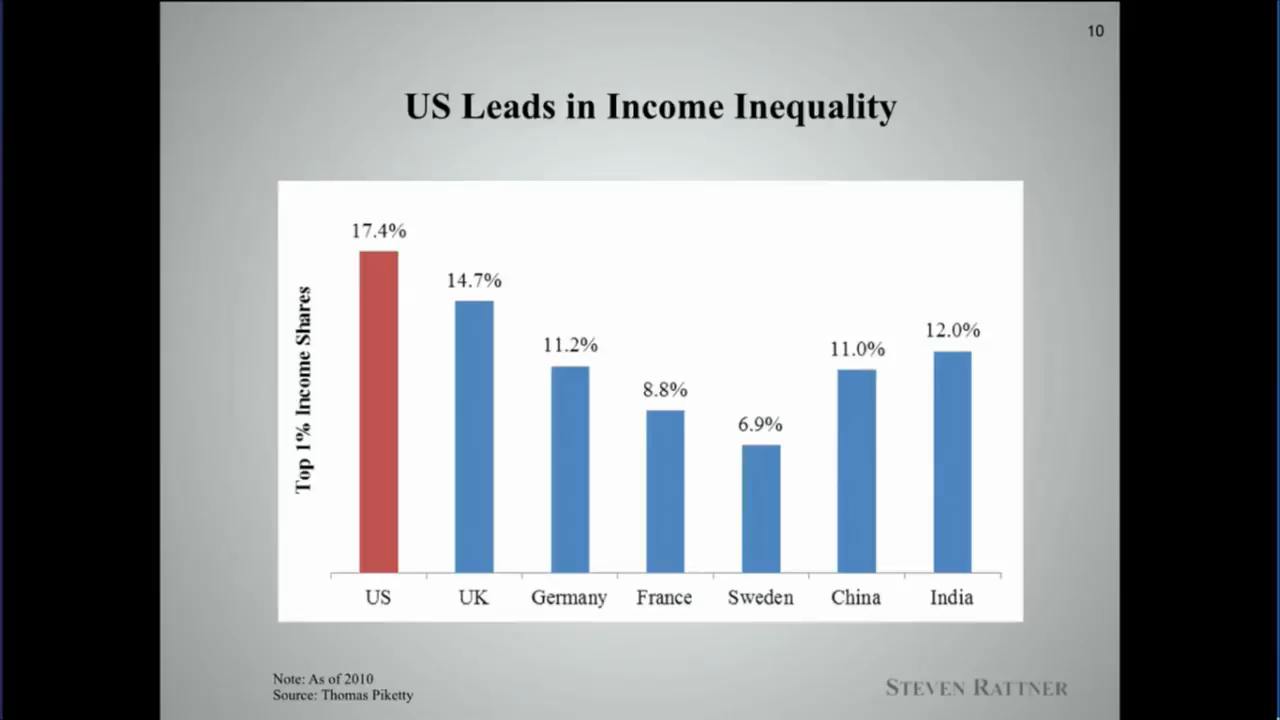 10
US Leads in Income Inequality
Top 1% Income Shares
17.4%
14.7%
11.2%
8.8%
6.9%
11.0%
12.0%
US
UK
Germany
France
Sweden
China
India
Note: As of 2010
Source: Thomas Piketty
STEVEN RATTNER